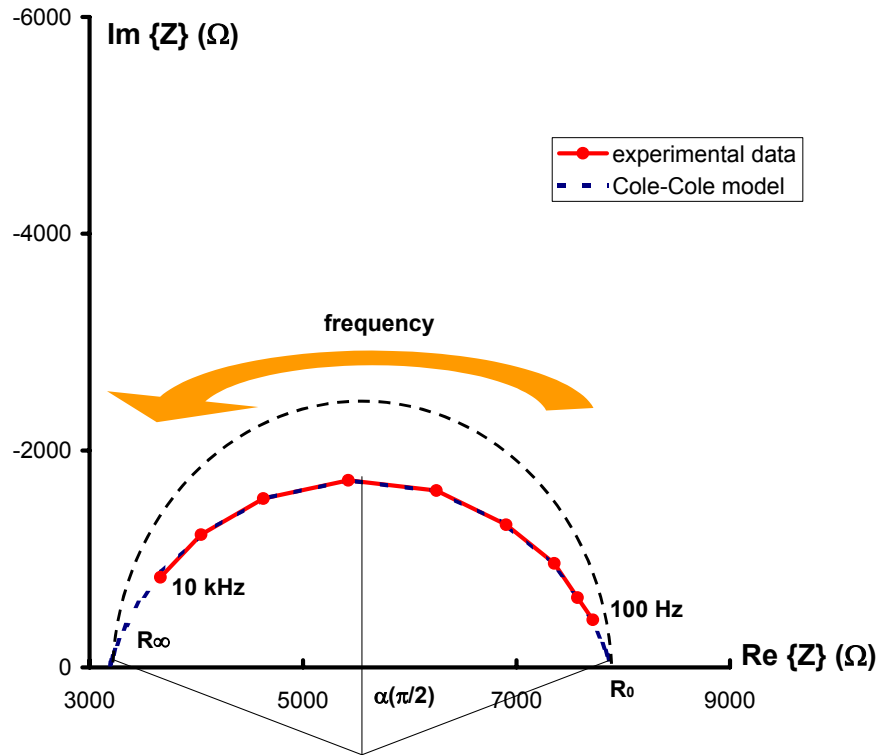 -6000
Im {Z} (Ω)
experimental data
Cole-Cole model
-4000
frequency
-2000
10 kHz
100 Hz
R∞
0
Re {Z} (Ω)
3000
5000
α(π/2)
7000
R₀
9000